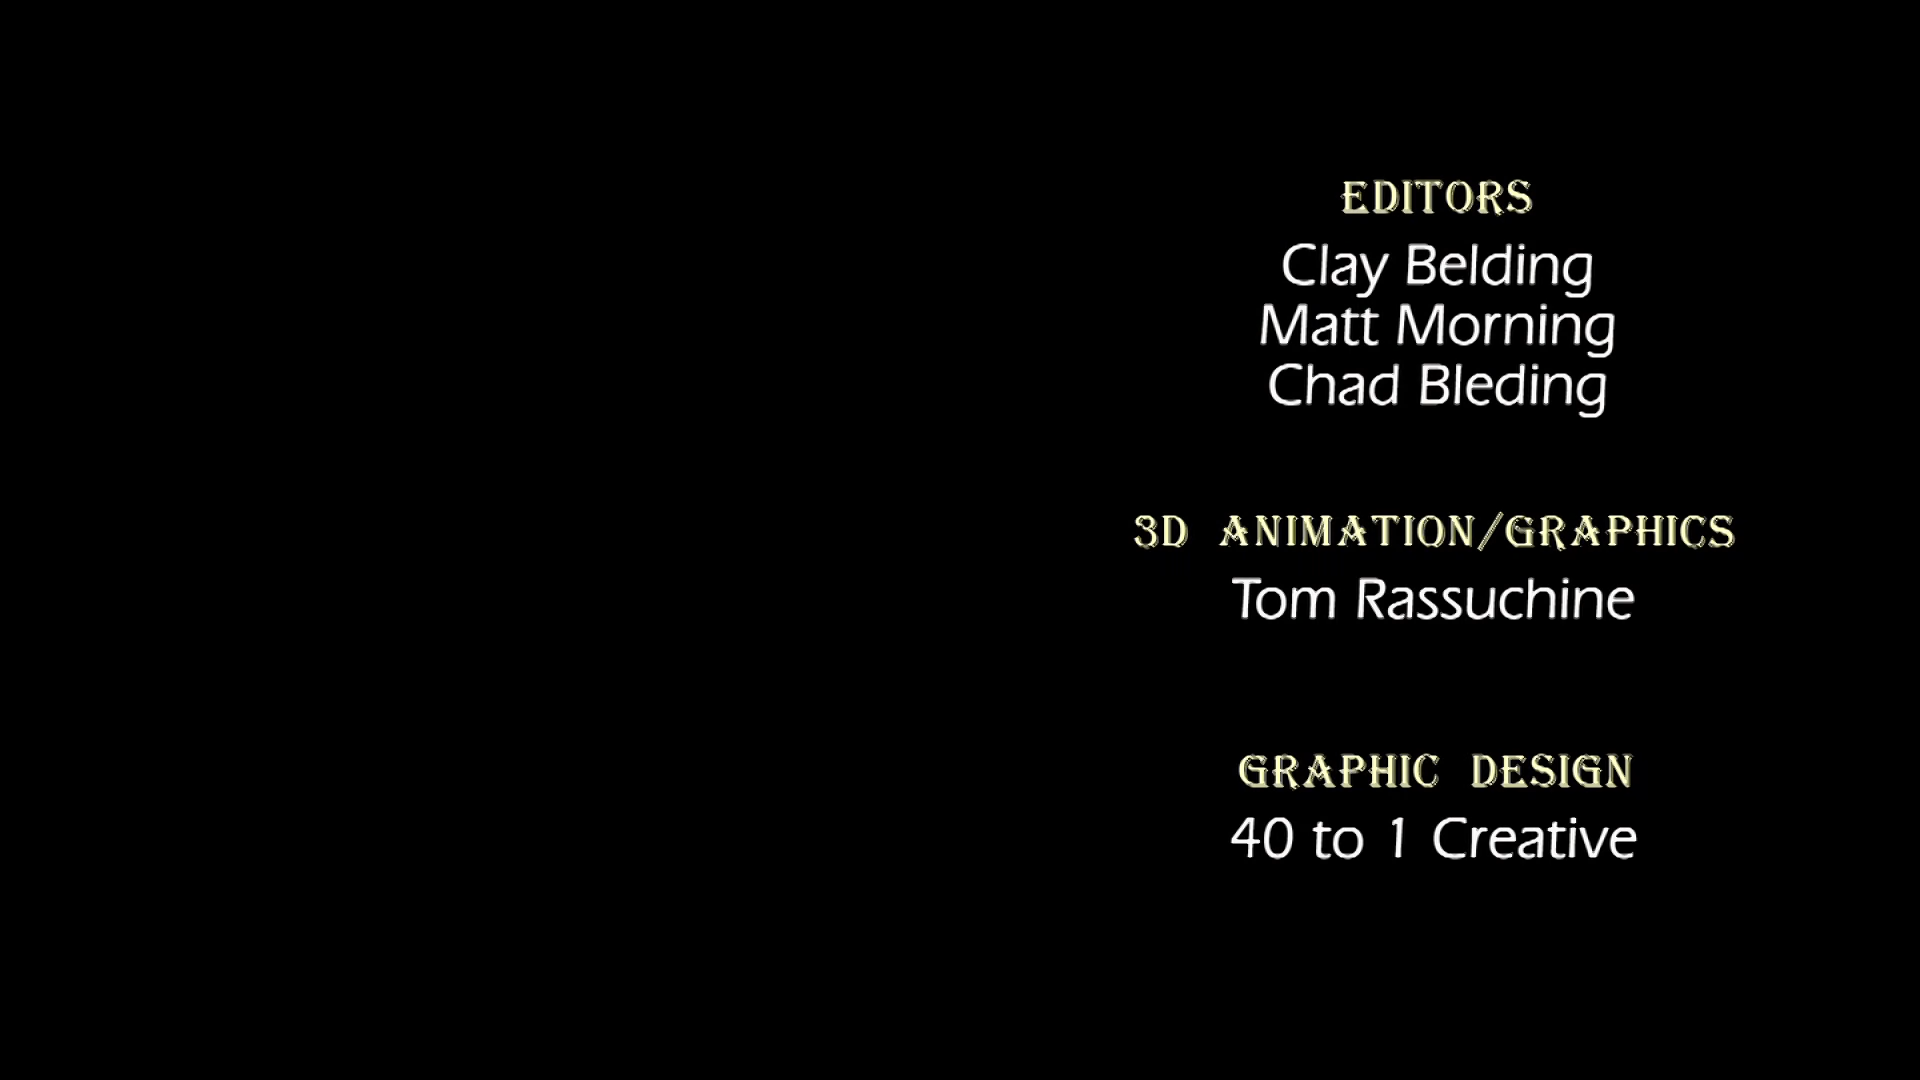 EDITORS
Clay Belding
Matt Morning
Chad Bleding
3D ANIMATION/GRAPHICS
Tom Rassuchine
GRAPHIC DESIGN
40 to 1 Creative